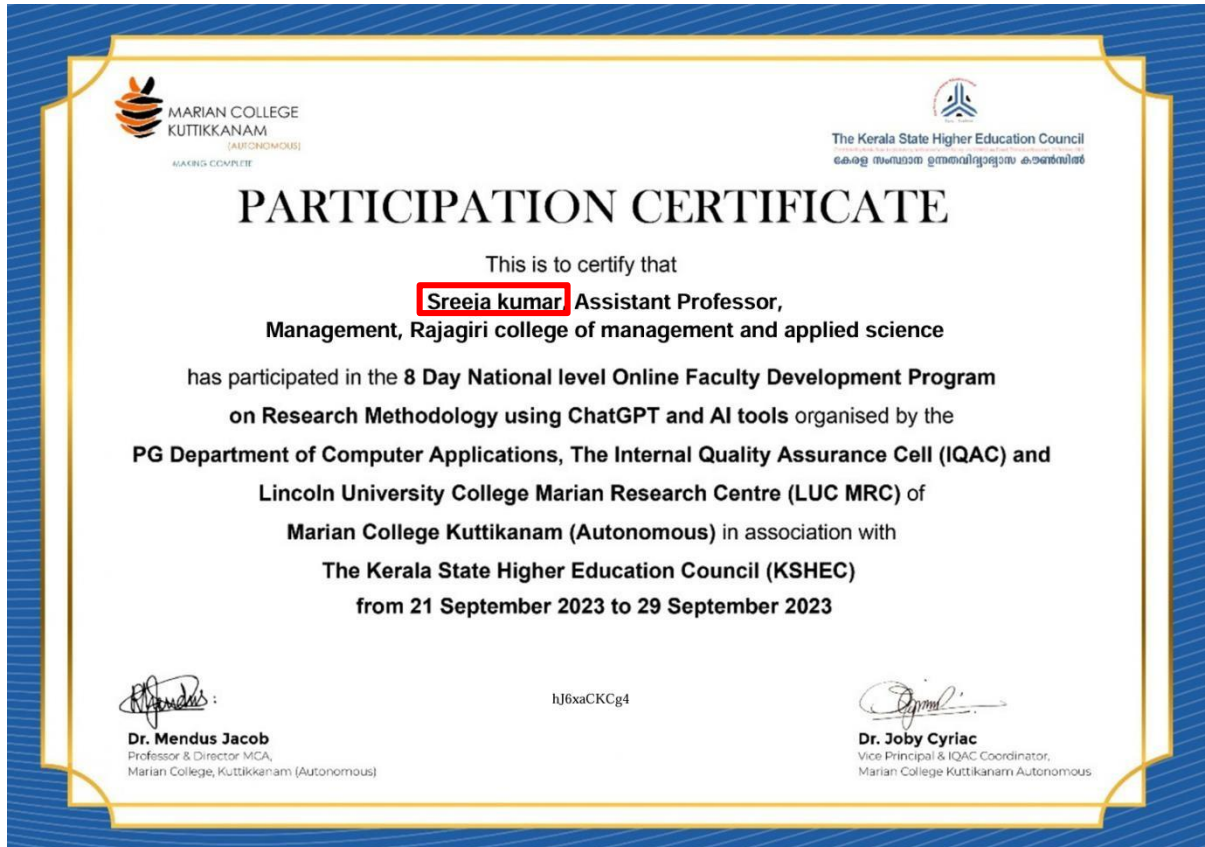 MARIAN COLLEGE
KUTTIKKANAM
(AUTONOMOUS)
MAKING COMPLETE
The Kerala State Higher Education Council
കേരള സംസ്ഥാന ഉന്നതവിദ്യാഭ്യാസ കൗൺസിൽ
PARTICIPATION CERTIFICATE
This is to certify that
Sreeja kumar, Assistant Professor,
Management, Rajagiri college of management and applied science
has participated in the 8 Day National level Online Faculty Development Program
on Research Methodology using ChatGPT and AI tools organised by the
PG Department of Computer Applications, The Internal Quality Assurance Cell (IQAC) and
Lincoln University College Marian Research Centre (LUC MRC) of
Marian College Kuttikanam (Autonomous) in association with
The Kerala State Higher Education Council (KSHEC)
from 21 September 2023 to 29 September 2023
hJ6xaCKCg4
Dr. Mendus Jacob
Professor & Director MCA,
Marian College, Kuttikkanam (Autonomous)
Dr. Joby Cyriac
Vice Principal & IQAC Coordinator,
Marian College Kuttikanam Autonomous